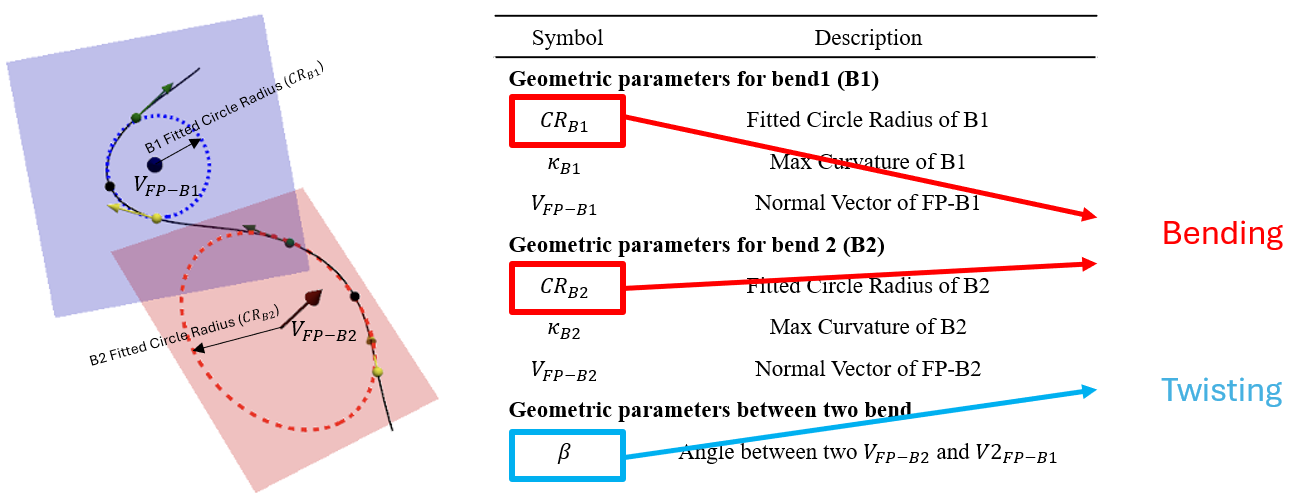 B1 Fitted Circle Radius (CR_B1)
V_FP−B1
B2 Fitted Circle Radius (CR_B2)
V_FP−B2
Symbol Description
Geometric parameters for bend1 (B1)
CR_B1 Fitted Circle Radius of B1
κ_B1 Max Curvature of B1
V_FP−B1 Normal Vector of FP-B1
Geometric parameters for bend 2 (B2)
CR_B2 Fitted Circle Radius of B2
κ_B2 Max Curvature of B2
V_FP−B2 Normal Vector of FP-B2
Geometric parameters between two bend
β Angle between two V_FP−B2 and V2_FP−B1
Bending
Twisting